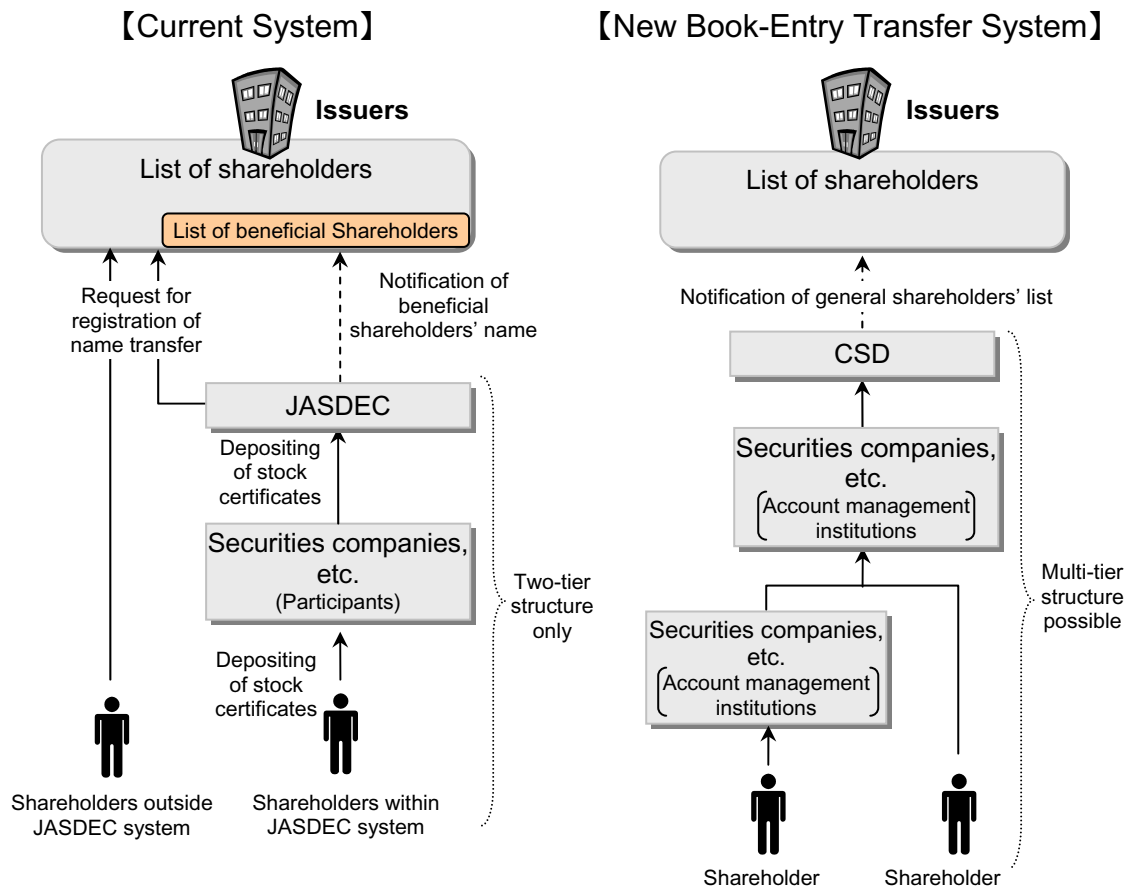 【Current System】
Issuers
List of shareholders
List of beneficial Shareholders
Request for
registration of
name transfer
Notification of
beneficial
shareholders’ name
JASDEC
Depositing
of stock
certificates
Securities companies,
etc.
(Participants)
Two-tier
structure
only
Depositing
of stock
certificates
Shareholders outside
JASDEC system
Shareholders within
JASDEC system
【New Book-Entry Transfer System】
Issuers
List of shareholders
Notification of general shareholders’ list
CSD
Securities companies,
etc.
Account management
institutions
Multi-tier
structure
possible
Securities companies,
etc.
Account management
institutions
Shareholder
Shareholder